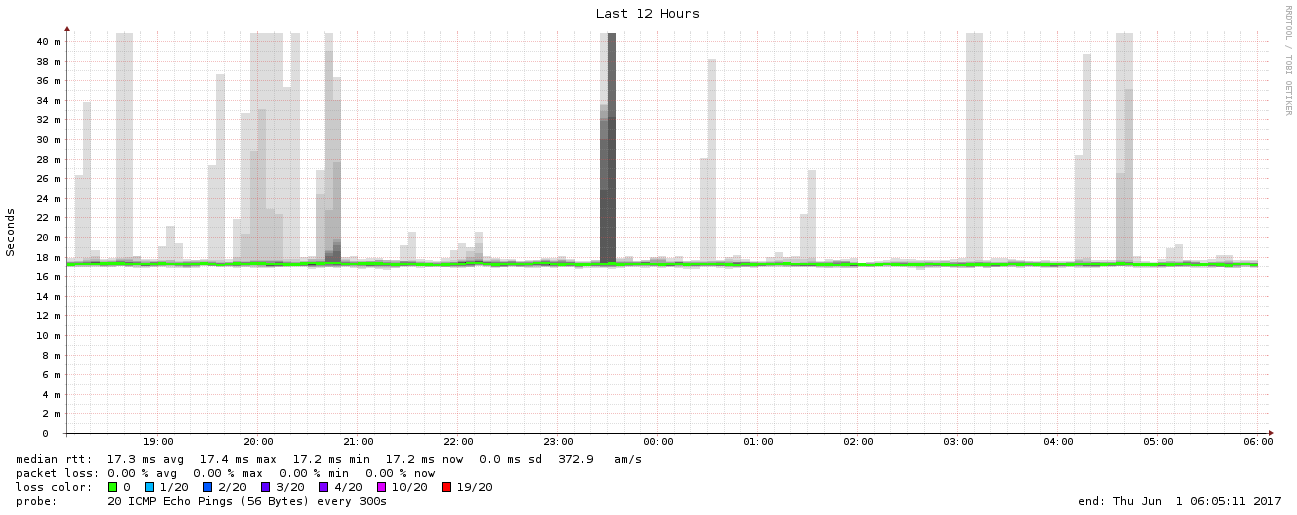 Last 12 Hours
RRDTOOL / TOBI OETIKER
Seconds
40 m
38 m
36 m
34 m
32 m
30 m
28 m
26 m
24 m
22 m
20 m
18 m
16 m
14 m
12 m
10 m
8 m
6 m
4 m
2 m
0
19:00 20:00 21:00 22:00 23:00 00:00 01:00 02:00 03:00 04:00 05:00 06:00
median rtt: 17.3 ms avg 17.4 ms max 17.2 ms min 17.2 ms now 0.0 ms sd 372.9 am/s
packet loss: 0.00 % avg 0.00 % max 0.00 % min 0.00 % now
loss color: 0 1/20 2/20 3/20 4/20 10/20 19/20
probe: 20 ICMP Echo Pings (56 Bytes) every 300s end: Thu Jun 1 06:05:11 2017